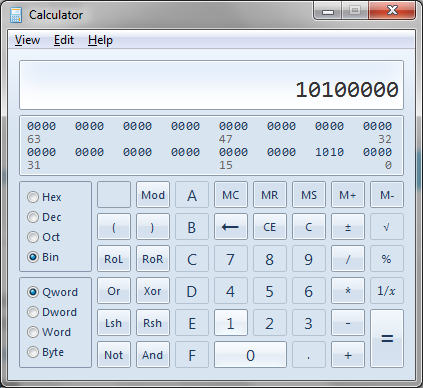 Calculator
View Edit Help
10100000
0000 0000 0000 0000 0000 0000 0000 0000
63 47 32
0000 0000 0000 0000 0000 0000 1010 0000
31 15 0
Hex Mod A MC MR MS M+ M-
Dec ( ) B ← CE C ± √
Oct
Bin RoL RoR C 7 8 9 / %
Qword Or Xor D 4 5 6 * 1/x
Dword
Word Lsh Rsh E 1 2 3 - =
Byte Not And F 0 . +